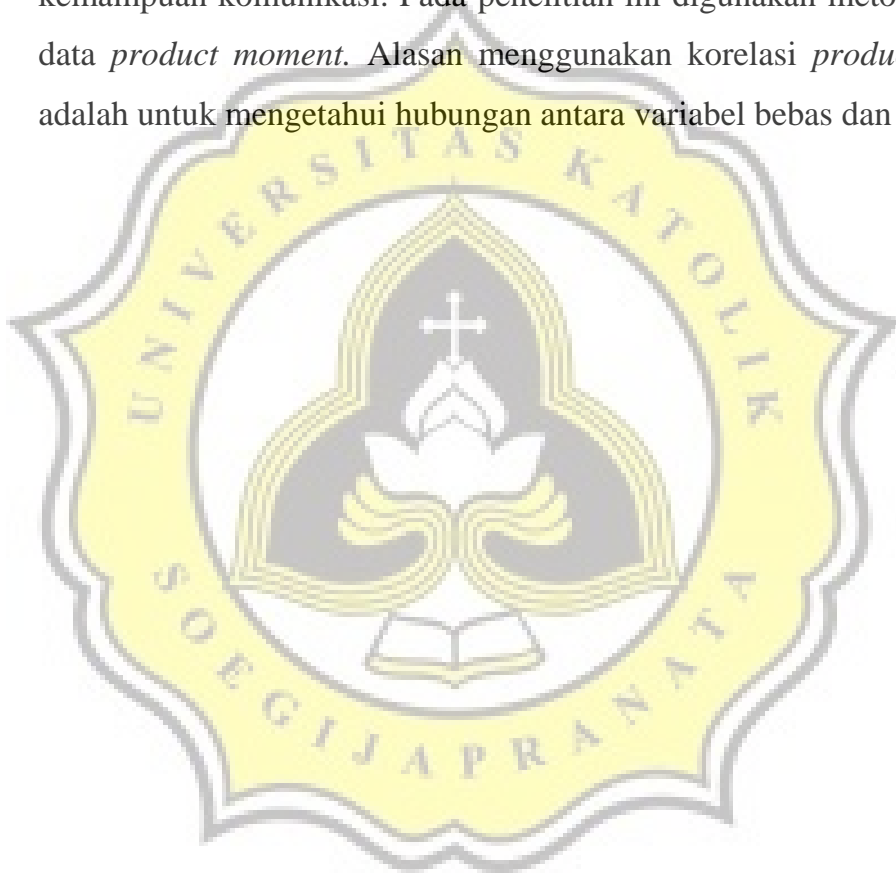 kemampuan komunikasi. Pada penelitian ini digunakan meto
data product moment. Alasan menggunakan korelasi produ
adalah untuk mengetahui hubungan antara variabel bebas dan
UNIVERSITAS KATOLIK
SOEGIJAPRANATA